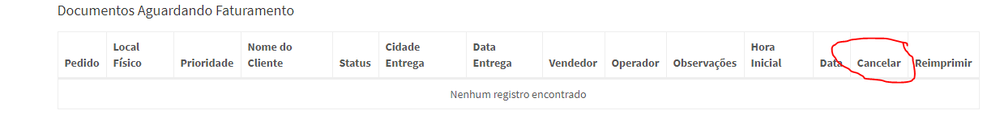 Documentos Aguardando Faturamento
Pedido Local Físico Prioridade Nome do Cliente Status Cidade Entrega Data Entrega Vendedor Operador Observações Hora Inicial Data Cancelar Reimprimir
Nenhum registro encontrado